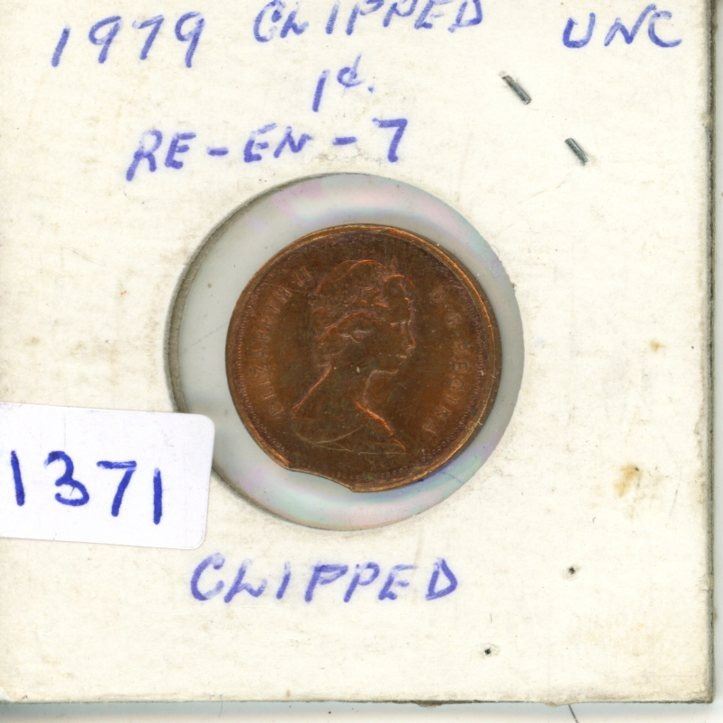 1979 CLIPPED UNC
1¢.
RE-EN-7
ELIZABETH II D·G·REGINA
1371
CLIPPED